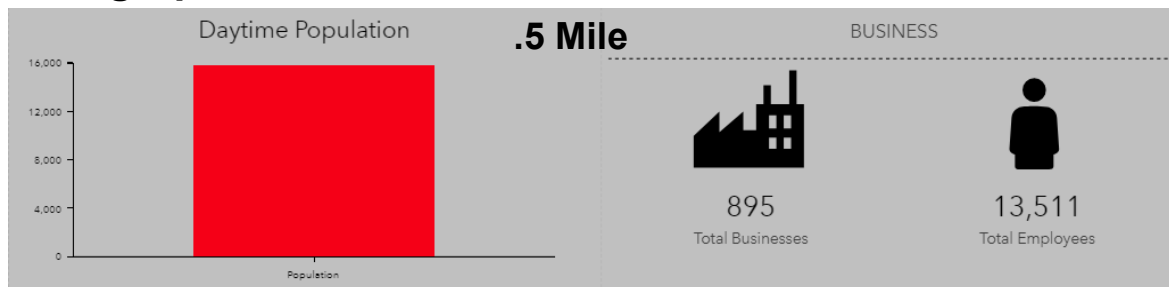 Daytime Population
.5 Mile
16,000
12,000
8,000
4,000
0
Population
BUSINESS
895
Total Businesses
13,511
Total Employees